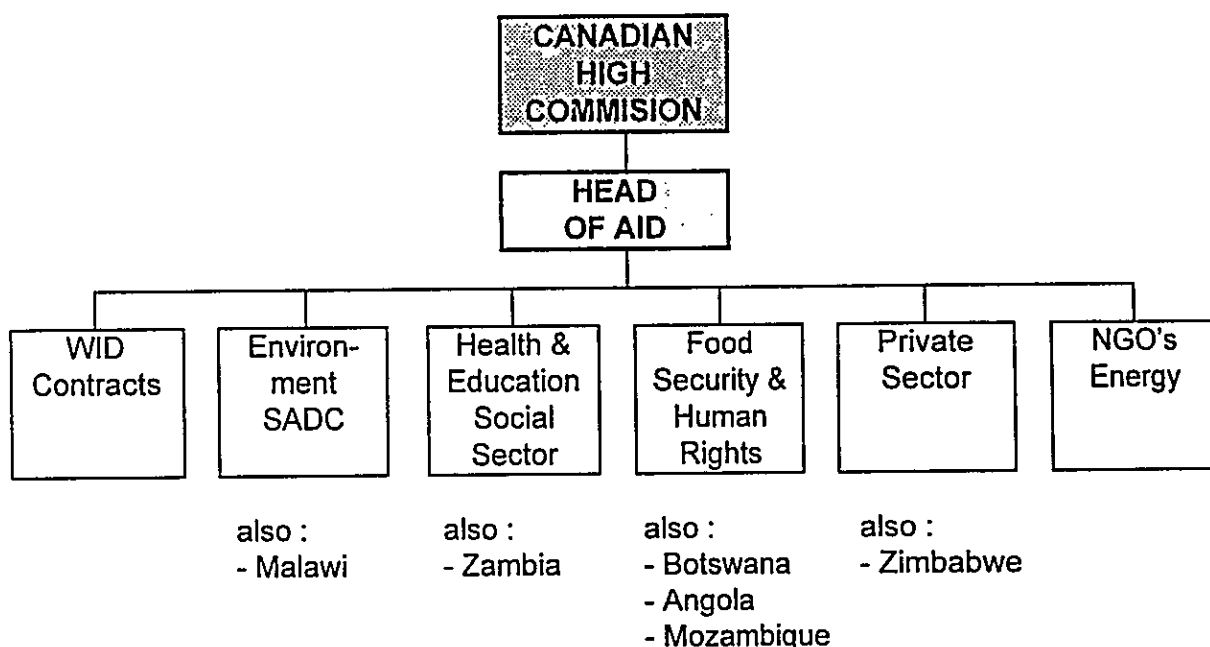 CANADIAN
HIGH
COMMISION
HEAD
OF AID
WID
Contracts
Environ-
ment
SADC
Health &
Education
Social
Sector
Food
Security &
Human
Rights
Private
Sector
NGO's
Energy
also :
- Malawi
also :
- Zambia
also :
- Botswana
- Angola
- Mozambique
also :
- Zimbabwe